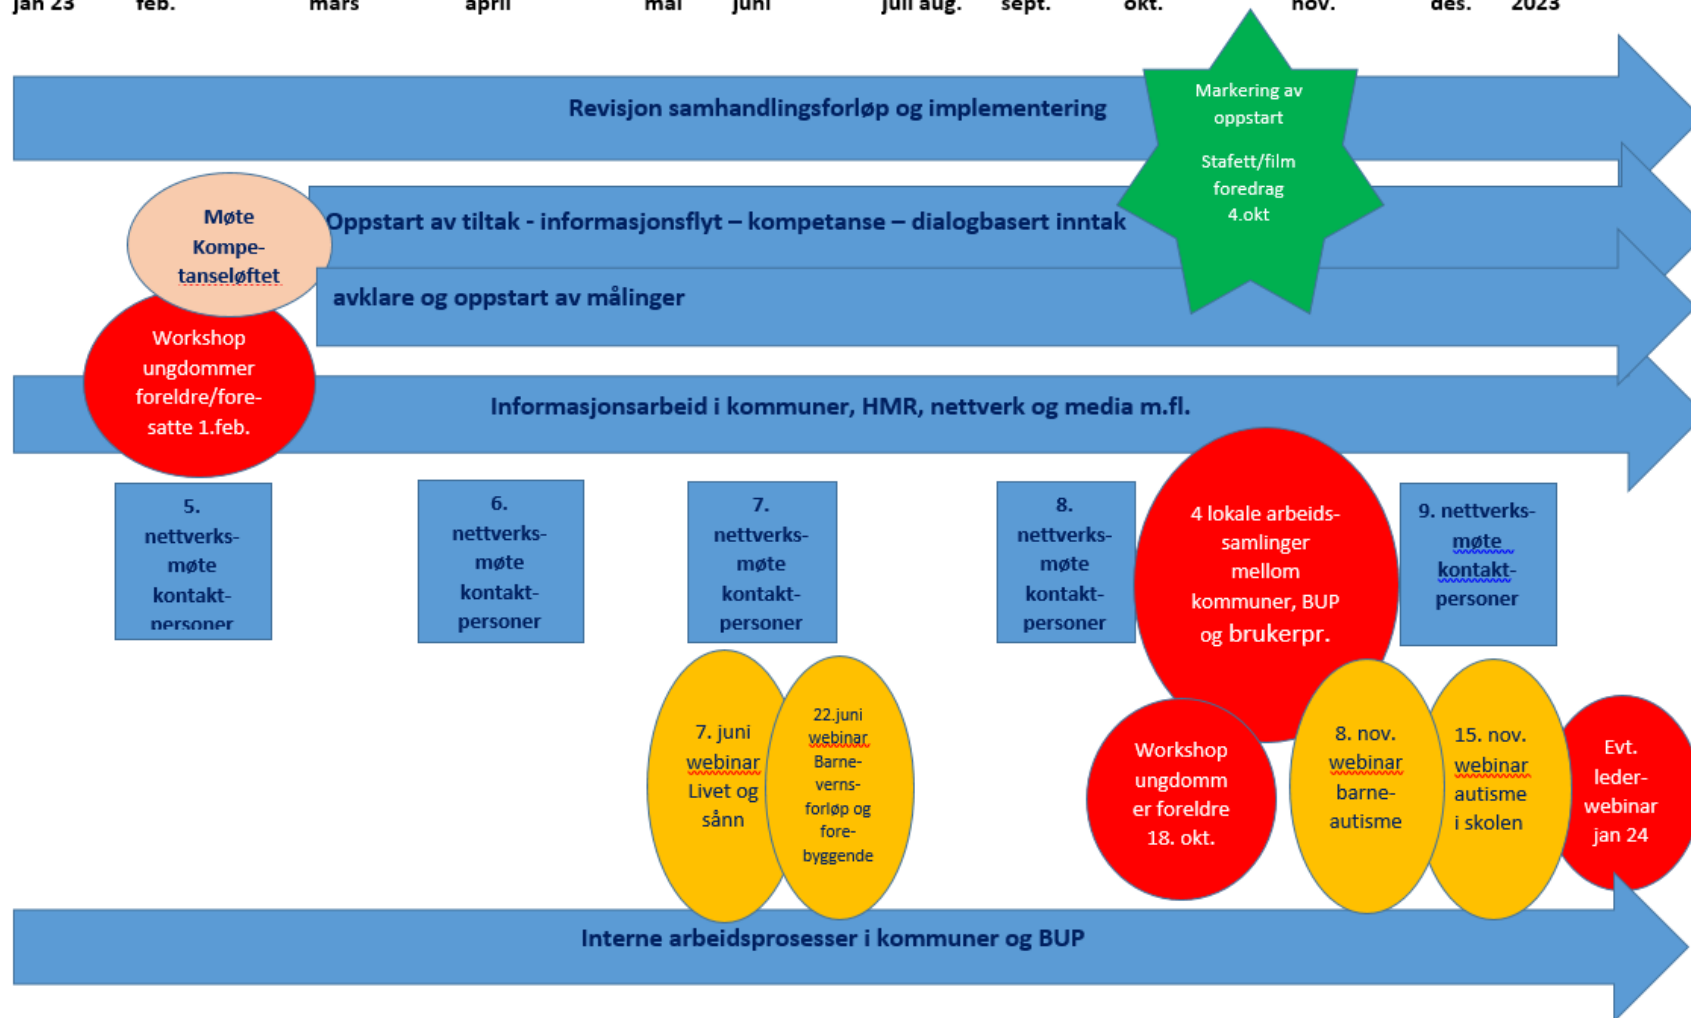 jan 23 feb. mars april mai juni juli aug. sept. okt. nov. des. 2023
Revisjon samhandlingsforløp og implementering
Markering av
oppstart
Stafett/film
foredrag
4.okt
Møte
Kompe-
tanseløftet
Oppstart av tiltak - informasjonsflyt – kompetanse – dialogbasert inntak
avklare og oppstart av målinger
Workshop
ungdommer
foreldre/fore-
satte 1.feb.
Informasjonsarbeid i kommuner, HMR, nettverk og media m.fl.
5.
nettverks-
møte
kontakt-
personer
6.
nettverks-
møte
kontakt-
personer
7.
nettverks-
møte
kontakt-
personer
8.
nettverks-
møte
kontakt-
personer
4 lokale arbeids-
samlinger
mellom
kommuner, BUP
og brukerpr.
9. nettverks-
møte
kontakt-
personer
7. juni
webinar
Livet og
sånn
22.juni
webinar
Barne-
verns-
forløp og
fore-
byggende
Workshop
ungdomm
er foreldre
18. okt.
8. nov.
webinar
barne-
autisme
15. nov.
webinar
autisme
i skolen
Evt.
leder-
webinar
jan 24
Interne arbeidsprosesser i kommuner og BUP